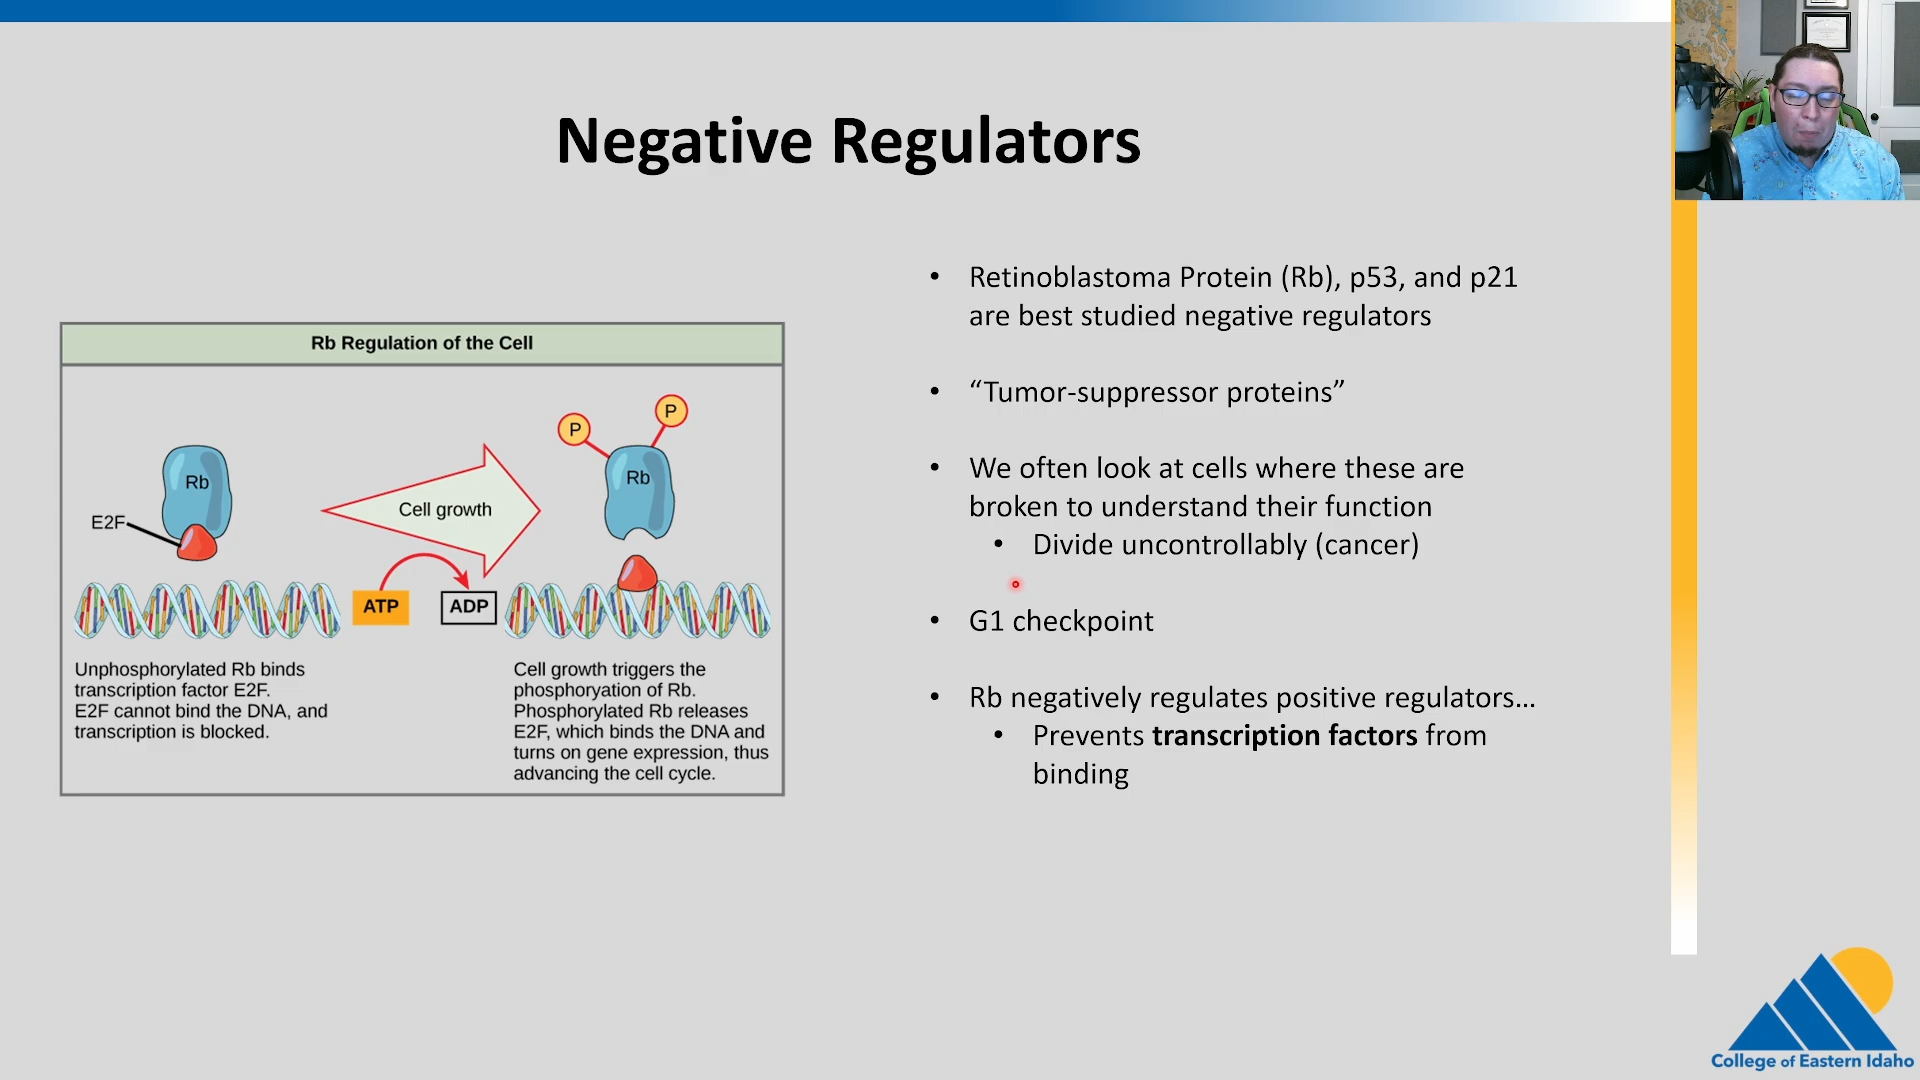 Negative Regulators
Rb Regulation of the Cell
Rb
E2F
Cell growth
P
P
Rb
ATP
ADP
Unphosphorylated Rb binds
transcription factor E2F.
E2F cannot bind the DNA, and
transcription is blocked.
Cell growth triggers the
phosphoryation of Rb.
Phosphorylated Rb releases
E2F, which binds the DNA and
turns on gene expression, thus
advancing the cell cycle.
• Retinoblastoma Protein (Rb), p53, and p21
are best studied negative regulators
• “Tumor-suppressor proteins”
• We often look at cells where these are
broken to understand their function
• Divide uncontrollably (cancer)
• G1 checkpoint
• Rb negatively regulates positive regulators…
• Prevents transcription factors from
binding
College of Eastern Idaho